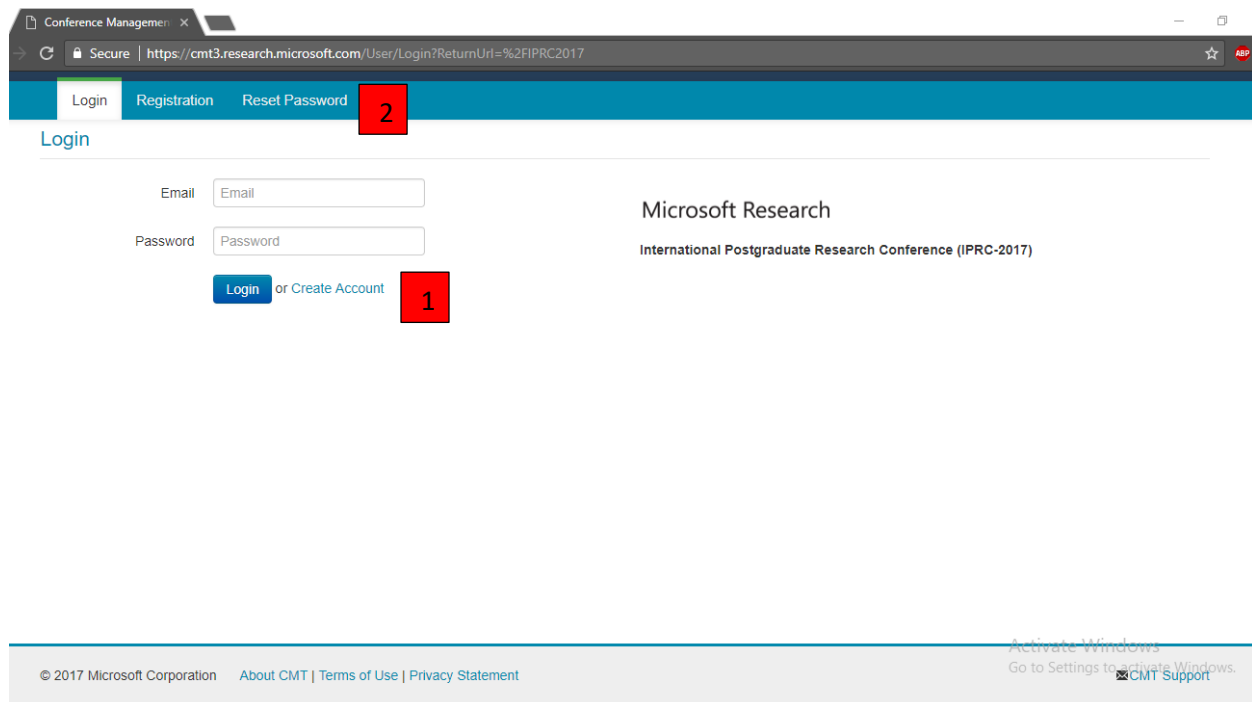 Conference Managemen
Secure | https://cmt3.research.microsoft.com/User/Login?ReturnUrl=%2FIPRC2017
ABP
Login Registration Reset Password
2
Login
Email Email
Password Password
Login or Create Account
1
Microsoft Research
International Postgraduate Research Conference (IPRC-2017)
Activate Windows
Go to Settings to activate Windows.
© 2017 Microsoft Corporation About CMT | Terms of Use | Privacy Statement
CMT Support